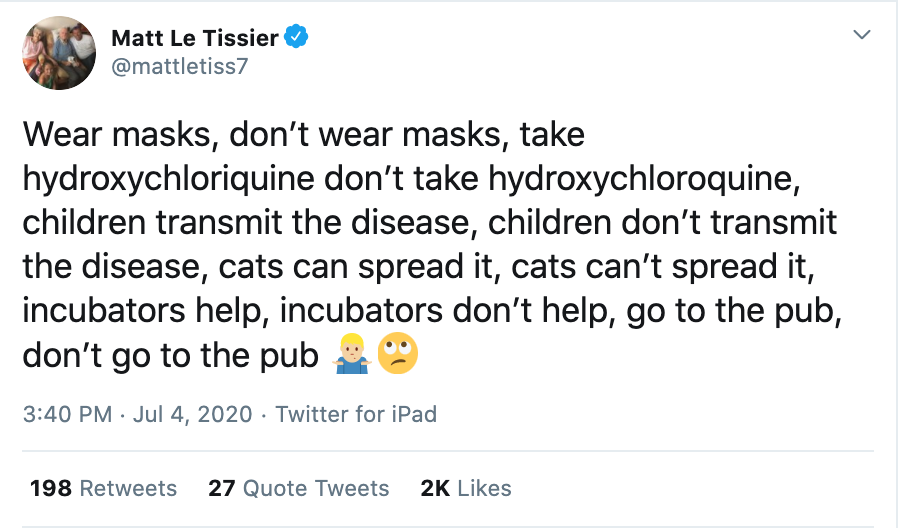 Matt Le Tissier
@mattletiss7
Wear masks, don’t wear masks, take
hydroxychloriquine don’t take hydroxychloroquine,
children transmit the disease, children don’t transmit
the disease, cats can spread it, cats can’t spread it,
incubators help, incubators don’t help, go to the pub,
don’t go to the pub 🤷🏼‍♂️🙄
3:40 PM · Jul 4, 2020 · Twitter for iPad
198 Retweets 27 Quote Tweets 2K Likes